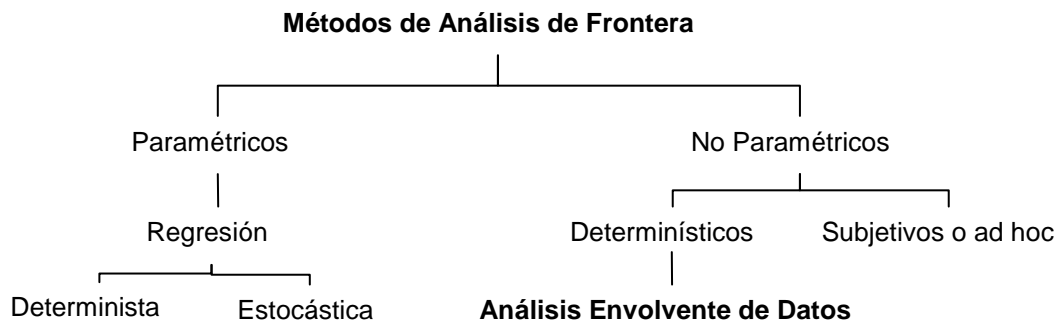 Métodos de Análisis de Frontera
Paramétricos
No Paramétricos
Regresión
Determinísticos
Subjetivos o ad hoc
Determinista
Estocástica
Análisis Envolvente de Datos